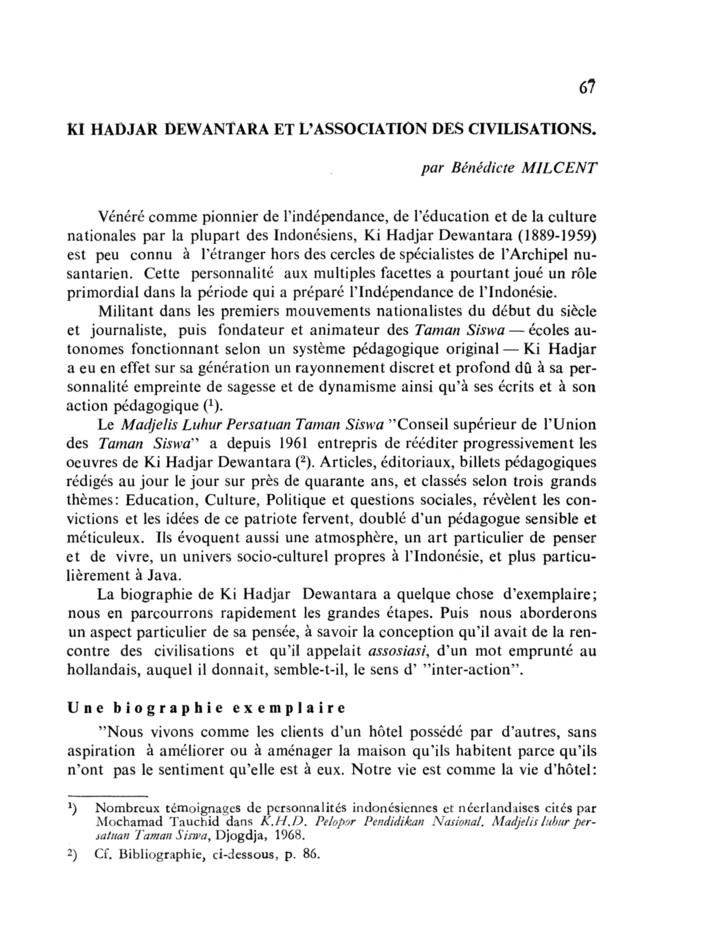 67
KI HADJAR DEWANTARA ET L'ASSOCIATION DES CIVILISATIONS.
par Bénédicte MILCENT
Vénéré comme pionnier de l'indépendance, de l'éducation et de la culture
nationales par la plupart des Indonésiens, Ki Hadjar Dewantara (1889-1959)
est peu connu à l'étranger hors des cercles de spécialistes de l'Archipel nu-
santarien. Cette personnalité aux multiples facettes a pourtant joué un rôle
primordial dans la période qui a préparé l'Indépendance de l'Indonésie.
Militant dans les premiers mouvements nationalistes du début du siècle
et journaliste, puis fondateur et animateur des Taman Siswa — écoles au-
tonomes fonctionnant selon un système pédagogique original — Ki Hadjar
a eu en effet sur sa génération un rayonnement discret et profond dû à sa per-
sonnalité empreinte de sagesse et de dynamisme ainsi qu'à ses écrits et à son
action pédagogique (¹).
Le Madjelis Luhur Persatuan Taman Siswa "Conseil supérieur de l'Union
des Taman Siswa" a depuis 1961 entrepris de rééditer progressivement les
oeuvres de Ki Hadjar Dewantara (²). Articles, éditoriaux, billets pédagogiques
rédigés au jour le jour sur près de quarante ans, et classés selon trois grands
thèmes: Education, Culture, Politique et questions sociales, révèlent les con-
victions et les idées de ce patriote fervent, doublé d'un pédagogue sensible et
méticuleux. Ils évoquent aussi une atmosphère, un art particulier de penser
et de vivre, un univers socio-culturel propres à l'Indonésie, et plus particu-
lièrement à Java.
La biographie de Ki Hadjar Dewantara a quelque chose d'exemplaire;
nous en parcourrons rapidement les grandes étapes. Puis nous aborderons
un aspect particulier de sa pensée, à savoir la conception qu'il avait de la ren-
contre des civilisations et qu'il appelait assosiasi, d'un mot emprunté au
hollandais, auquel il donnait, semble-t-il, le sens d' "inter-action".
Une biographie exemplaire
"Nous vivons comme les clients d'un hôtel possédé par d'autres, sans
aspiration à améliorer ou à aménager la maison qu'ils habitent parce qu'ils
n'ont pas le sentiment qu'elle est à eux. Notre vie est comme la vie d'hôtel:
¹) Nombreux témoignages de personnalités indonésiennes et néerlandaises cités par
Mochamad Tauchid dans K.H.D. Pelopor Pendidikan Nasional. Madjelis luhur per-
satuan Taman Siswa, Djogdja, 1968.
²) Cf. Bibliographie, ci-dessous, p. 86.